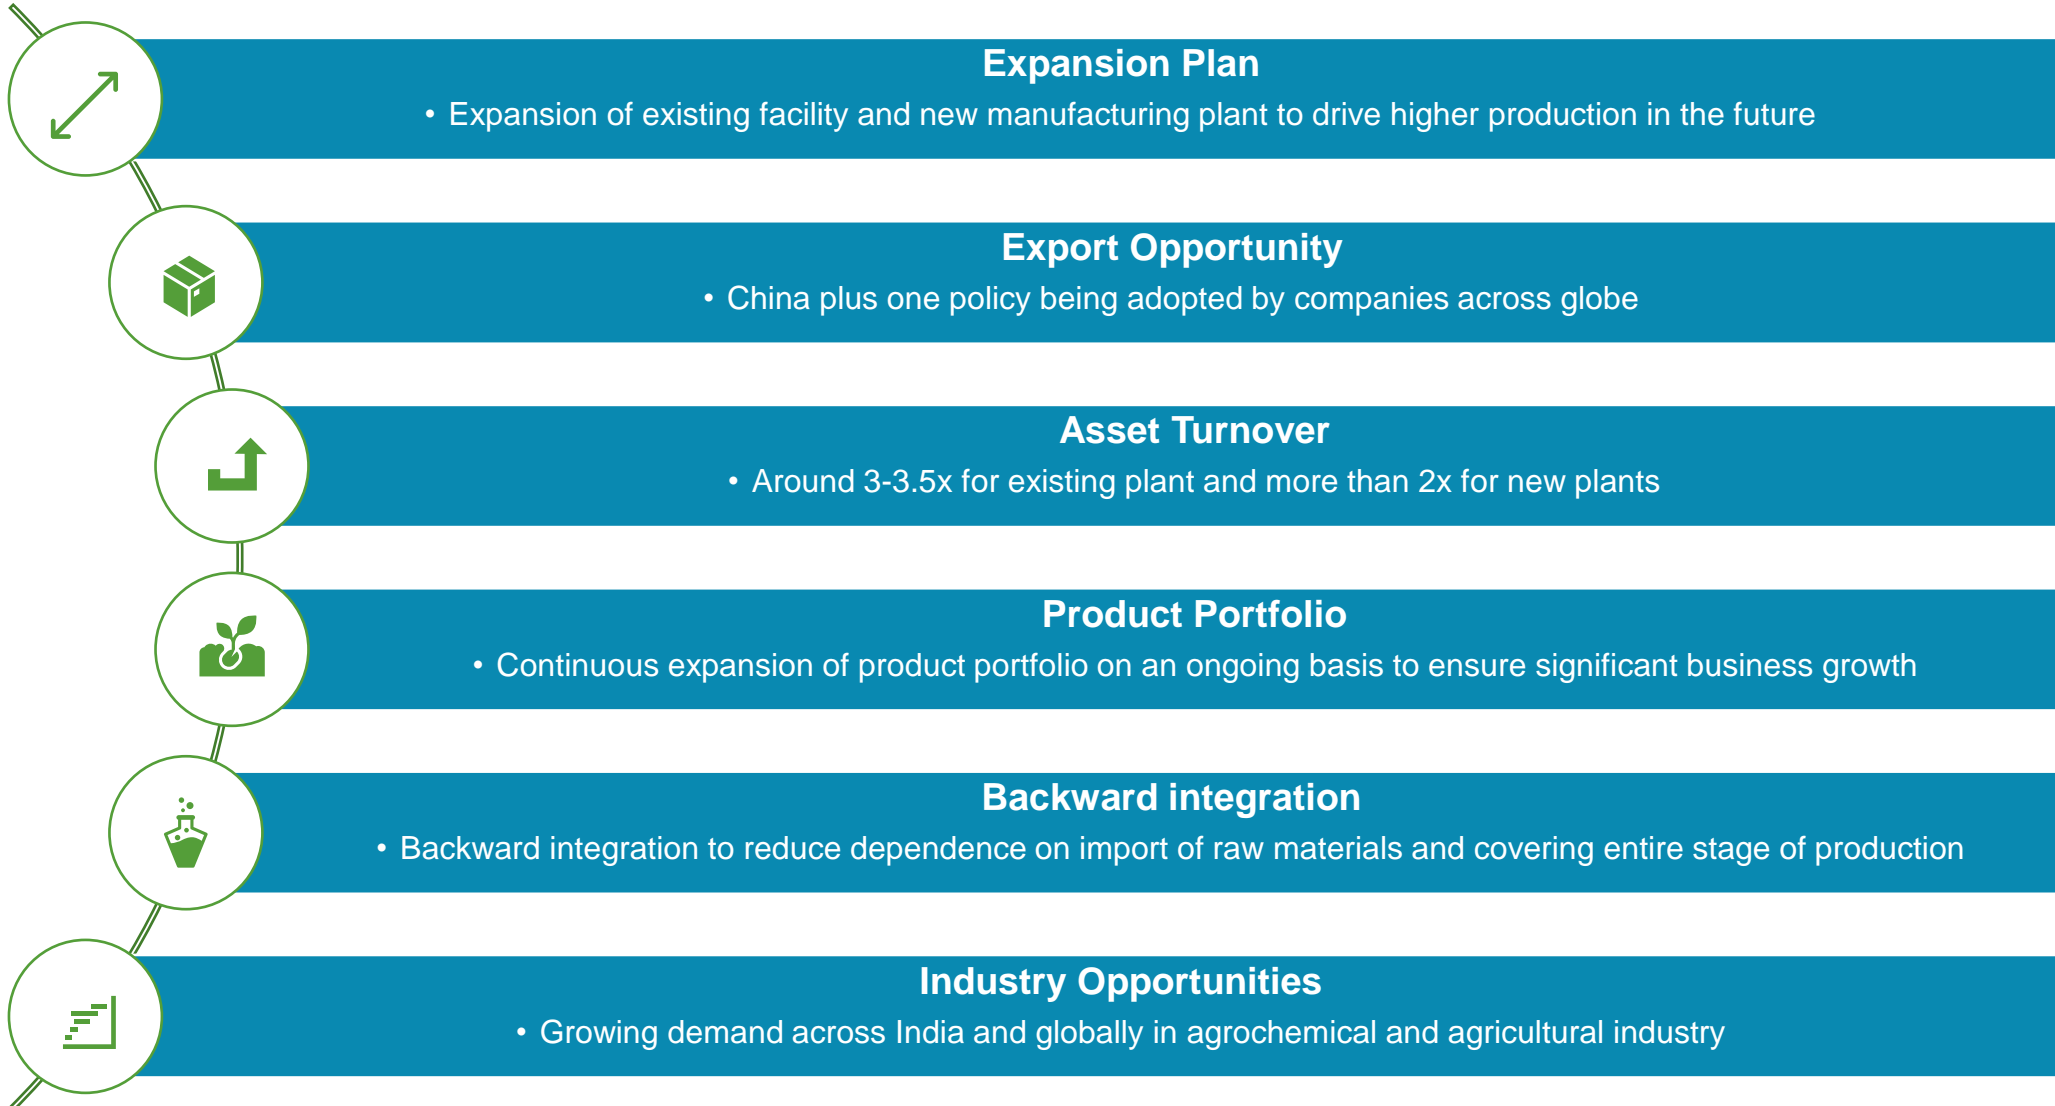 Expansion Plan
• Expansion of existing facility and new manufacturing plant to drive higher production in the future
Export Opportunity
• China plus one policy being adopted by companies across globe
Asset Turnover
• Around 3-3.5x for existing plant and more than 2x for new plants
Product Portfolio
• Continuous expansion of product portfolio on an ongoing basis to ensure significant business growth
Backward integration
• Backward integration to reduce dependence on import of raw materials and covering entire stage of production
Industry Opportunities
• Growing demand across India and globally in agrochemical and agricultural industry